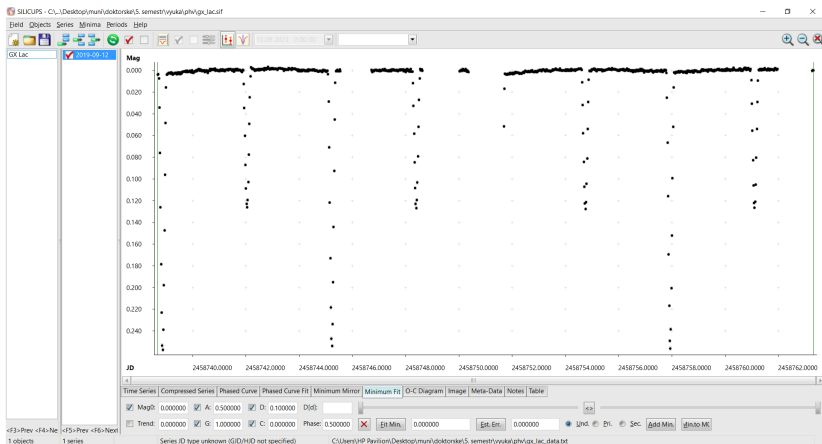 SILICUPS - C:\...\Desktop\muni\doktorske\5. semestr\vyuka\phv\gx_lac.sif
Field Objects Series Minima Periods Help
GX Lac
2019-09-12
Mag
0.000
0.020
0.040
0.060
0.080
0.100
0.120
0.140
0.160
0.180
0.200
0.220
0.240
JD 2458740.0000 2458742.0000 2458744.0000 2458746.0000 2458748.0000 2458750.0000 2458752.0000 2458754.0000 2458756.0000 2458758.0000 2458760.0000 2458762.0000
Time Series Compressed Series Phased Curve Phased Curve Fit Minimum Mirror Minimum Fit O-C Diagram Image Meta-Data Notes Table
Mag0: 0.000000 A: 0.500000 D: 0.100000 D[d]:
Trend: 0.000000 G: 1.000000 C: 0.000000 Phase: 0.500000 Fit Min. 0.000000 Est. Err. 0.000000 Und. Pri. Sec. Add Min. Min.to MC
<F3>Prev <F4>Ne <F5>Prev <F6>Next
1 objects 1 series Series JD type unknown (GJD/HJD not specified) C:\Users\HP Pavilion\Desktop\muni\doktorske\5. semestr\vyuka\phv\gx_lac_data.txt